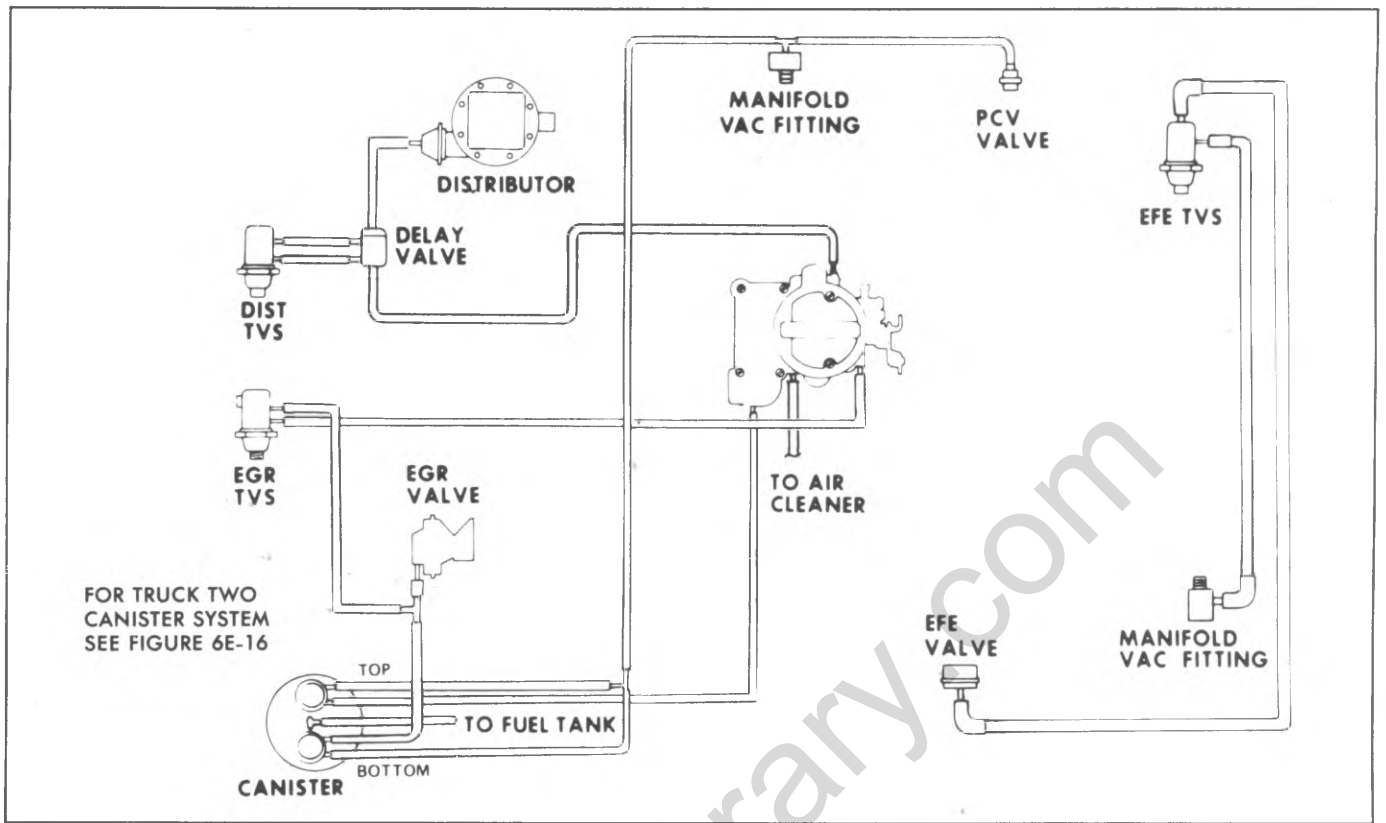 MANIFOLD
VAC FITTING
PCV
VALVE
DISTRIBUTOR
EFE TVS
DELAY
VALVE
DIST
TVS
EGR
TVS
EGR
VALVE
TO AIR
CLEANER
FOR TRUCK TWO
CANISTER SYSTEM
SEE FIGURE 6E-16
EFE
VALVE
MANIFOLD
VAC FITTING
TOP
TO FUEL TANK
BOTTOM
CANISTER
rary.com